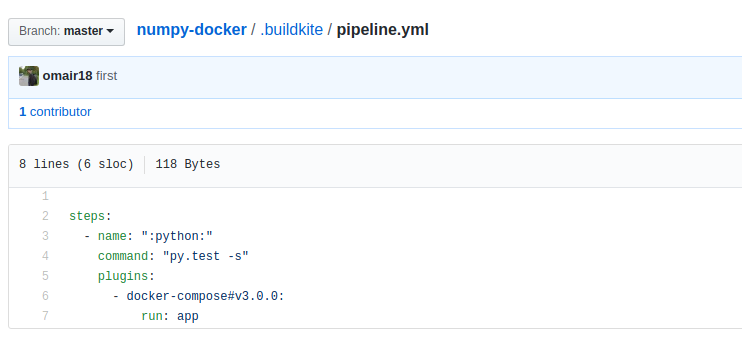 Branch: master numpy-docker / .buildkite / pipeline.yml
omair18 first
1 contributor
8 lines (6 sloc) 118 Bytes
1
2 steps:
3   - name: ":python:"
4     command: "py.test -s"
5     plugins:
6       - docker-compose#v3.0.0:
7           run: app